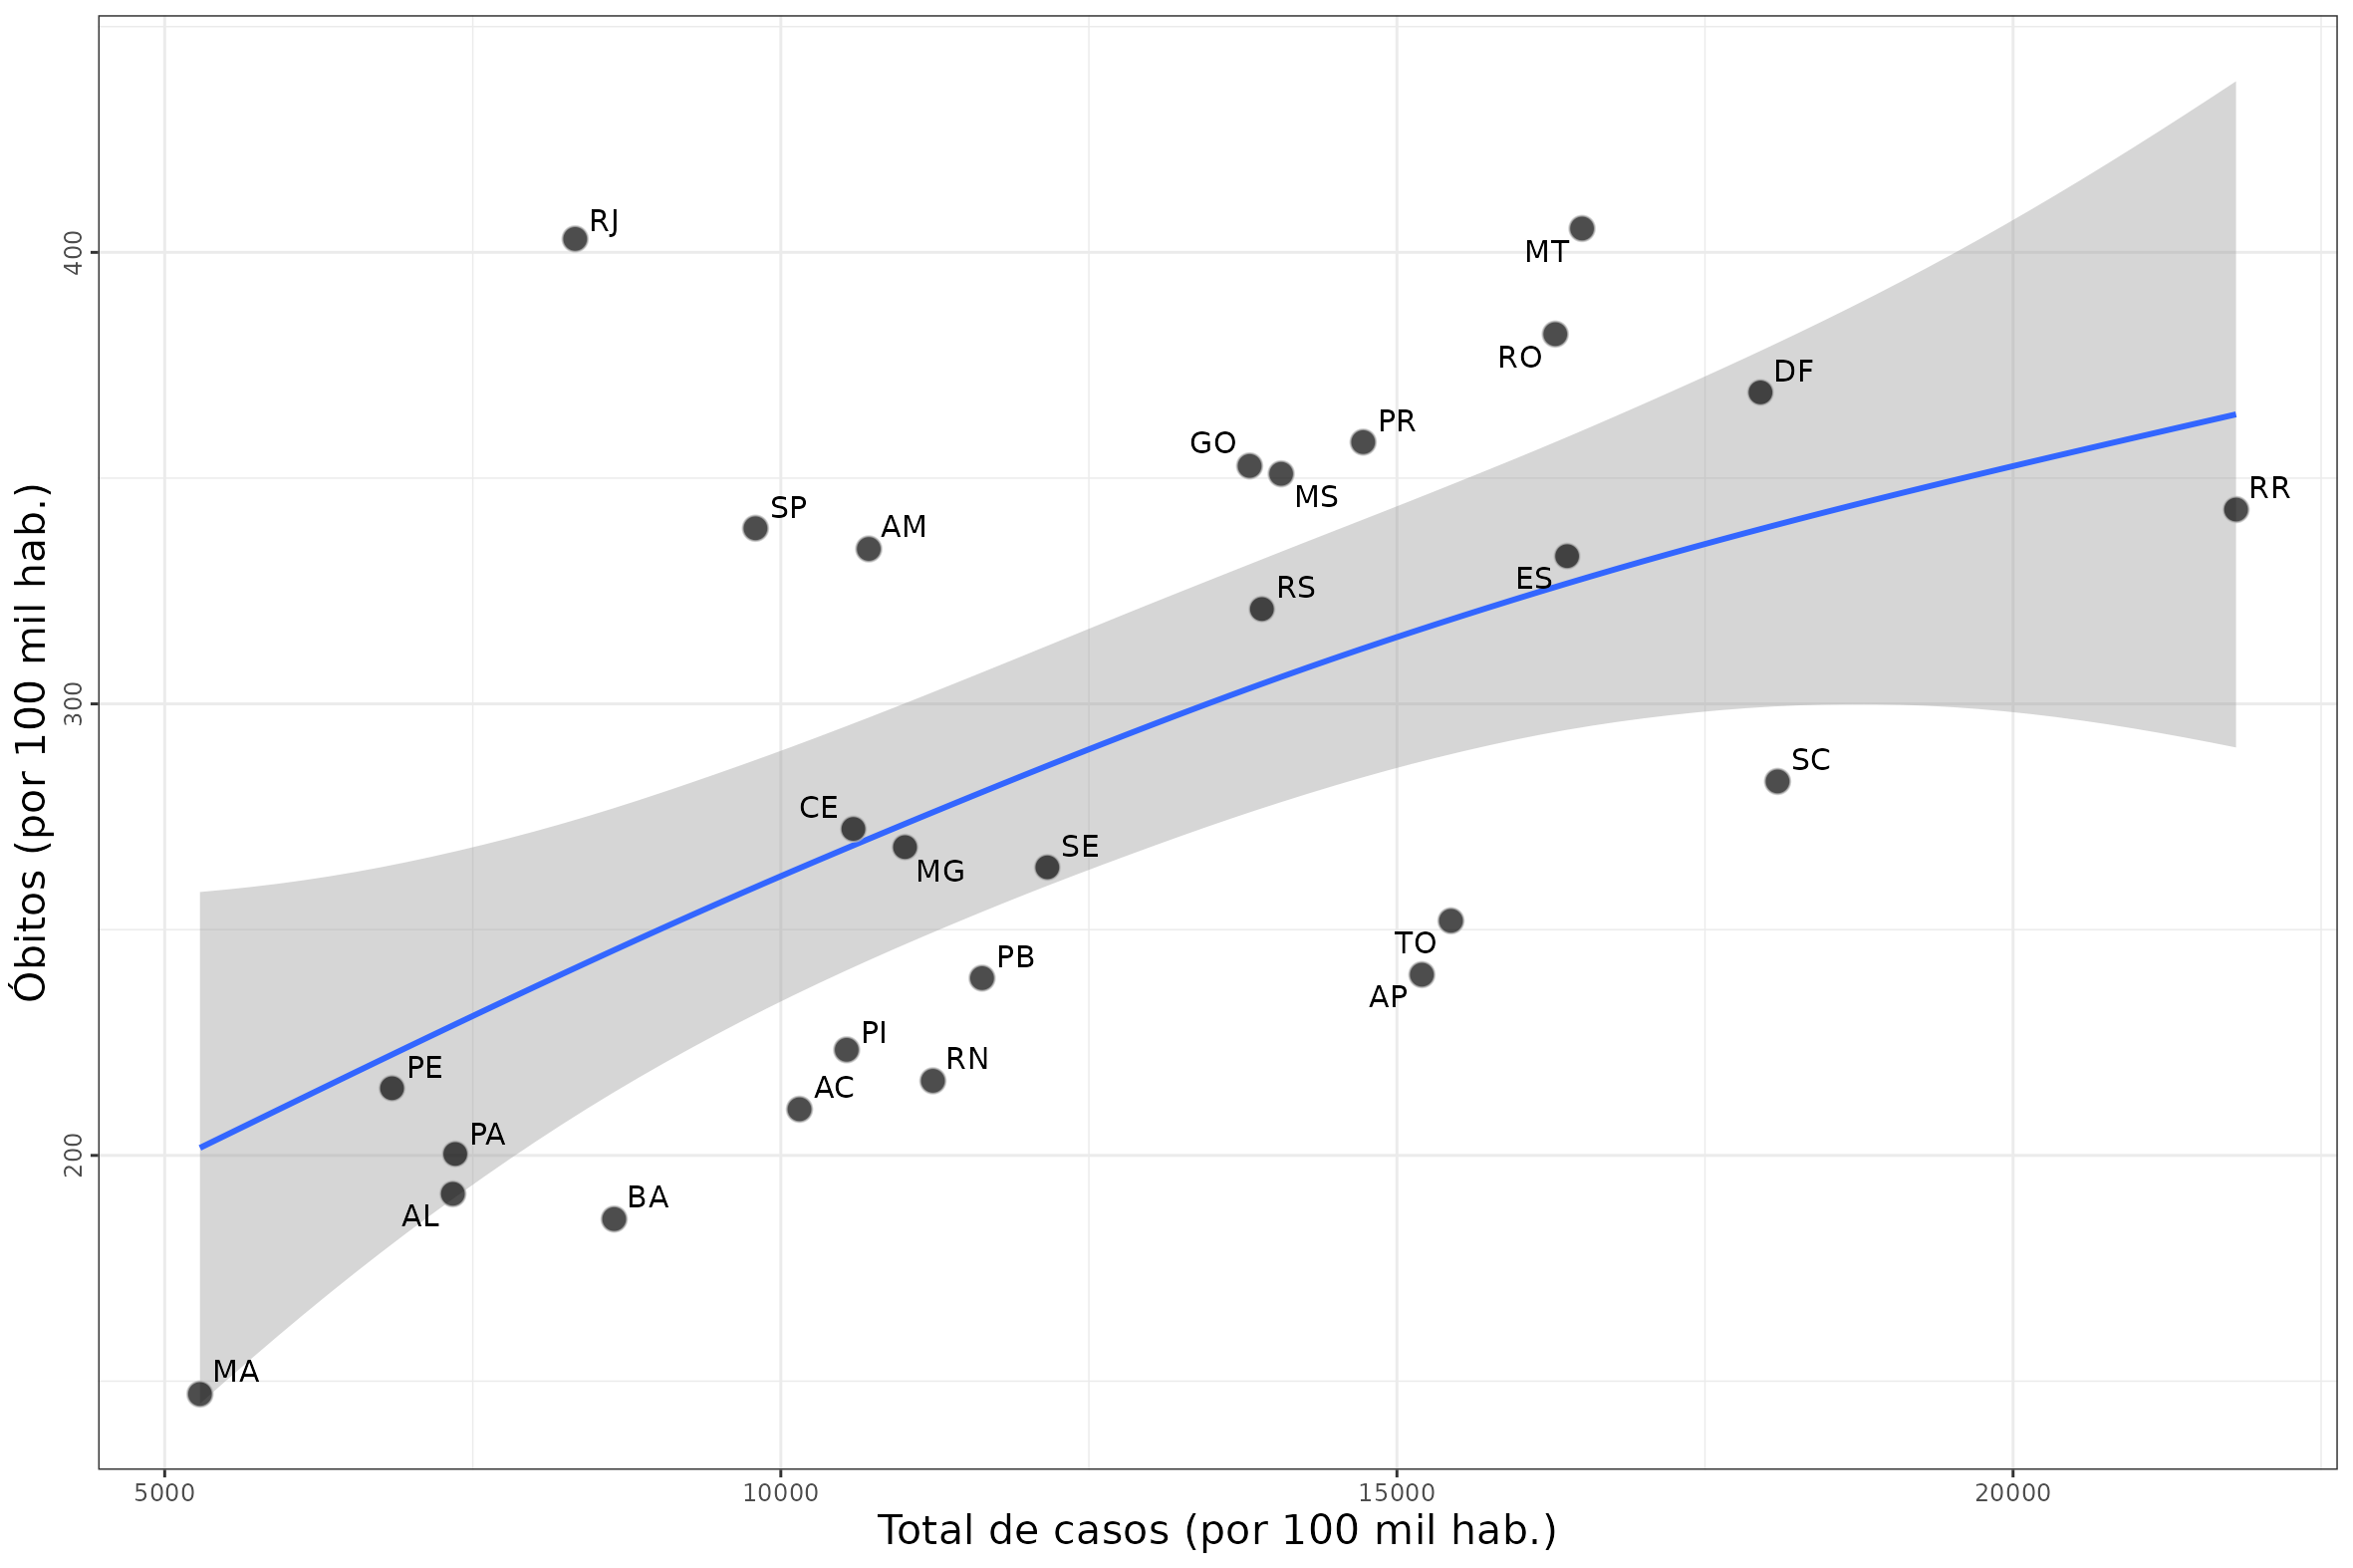 Óbitos (por 100 mil hab.)
400
300
200
RJ
MT
RO
DF
PR
GO
MS
RR
SP
AM
ES
RS
SC
CE
SE
MG
TO
PB
AP
PI
RN
AC
PE
PA
BA
AL
MA
5000 10000 15000 20000
Total de casos (por 100 mil hab.)